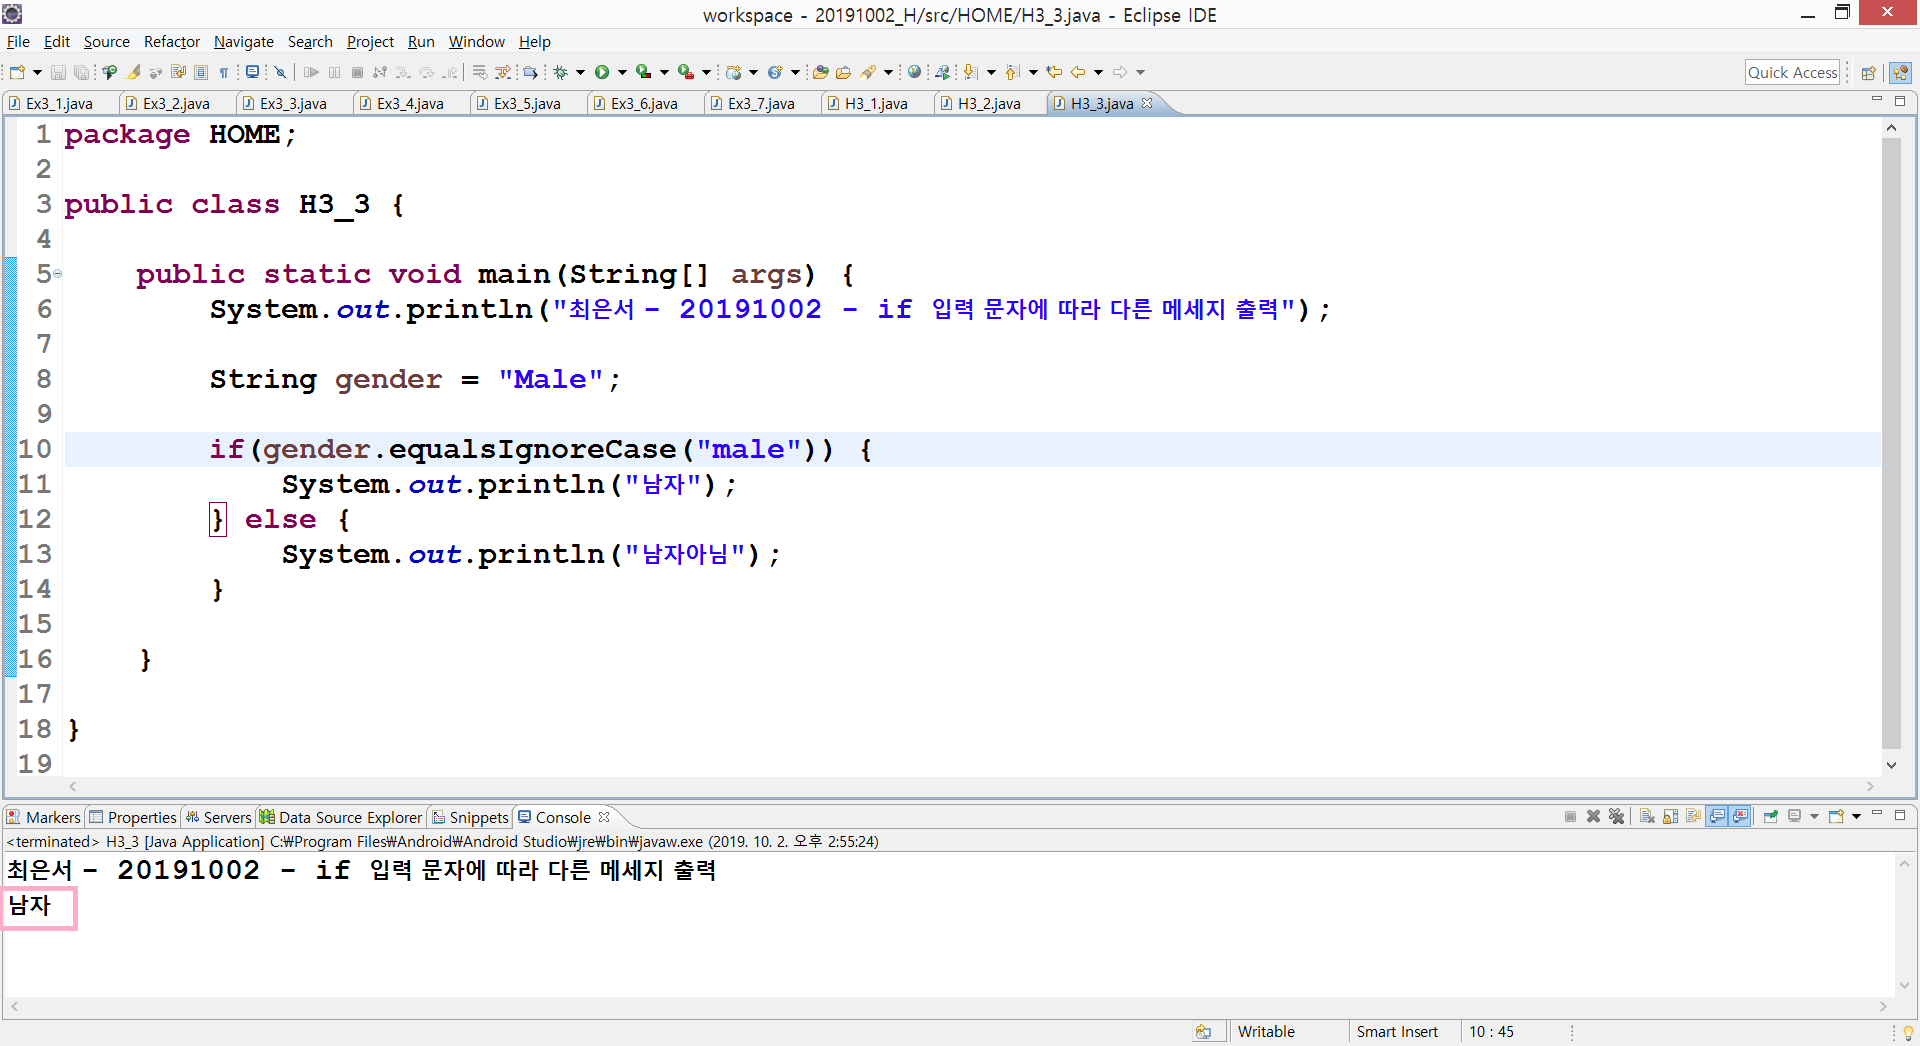 workspace - 20191002_H/src/HOME/H3_3.java - Eclipse IDE
File Edit Source Refactor Navigate Search Project Run Window Help
Quick Access
Ex3_1.java Ex3_2.java Ex3_3.java Ex3_4.java Ex3_5.java Ex3_6.java Ex3_7.java H3_1.java H3_2.java H3_3.java
1 package HOME;
2
3 public class H3_3 {
4
5 public static void main(String[] args) {
6 System.out.println("최은서 - 20191002 - if 입력 문자에 따라 다른 메세지 출력");
7
8 String gender = "Male";
9
10 if(gender.equalsIgnoreCase("male")) {
11 System.out.println("남자");
12 } else {
13 System.out.println("남자아님");
14 }
15
16 }
17
18 }
19
Markers Properties Servers Data Source Explorer Snippets Console
<terminated> H3_3 [Java Application] C:₩Program Files₩Android₩Android Studio₩jre₩bin₩javaw.exe (2019. 10. 2. 오후 2:55:24)
최은서 - 20191002 - if 입력 문자에 따라 다른 메세지 출력
남자
Writable Smart Insert 10 : 45